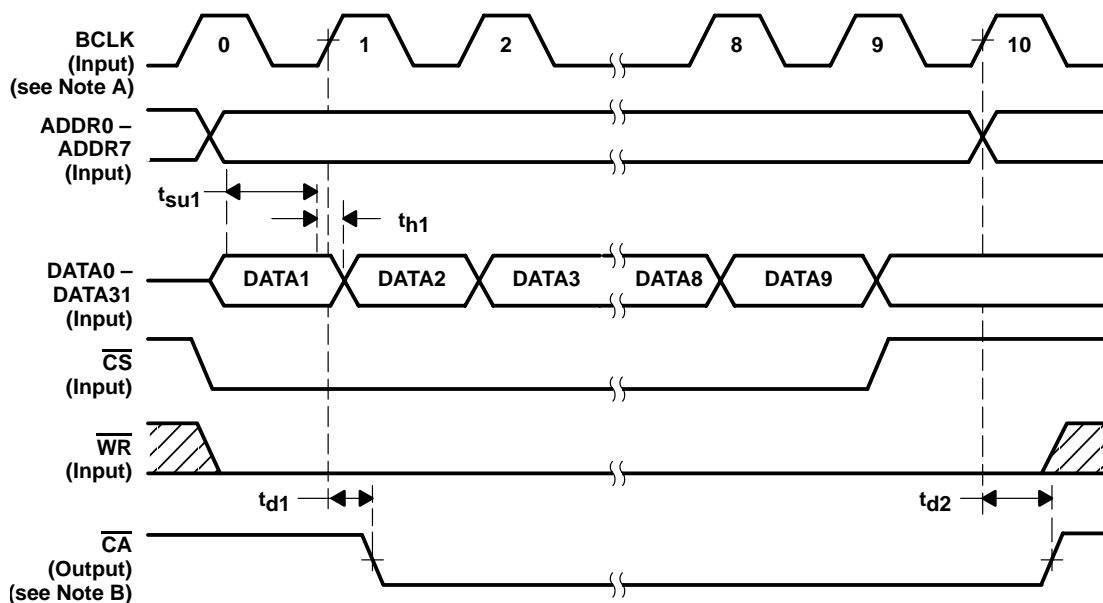 BCLK
(Input)
(see Note A)
0 1 2 8 9 10
ADDR0 –
ADDR7
(Input)
tsu1
th1
DATA0 –
DATA31
(Input)
DATA1 DATA2 DATA3 DATA8 DATA9
CS
(Input)
WR
(Input)
td1 td2
CA
(Output)
(see Note B)